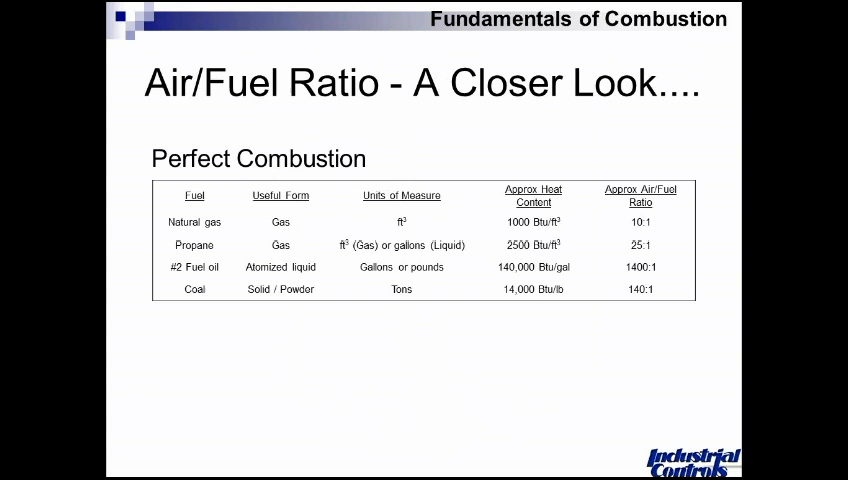 Fundamentals of Combustion
Air/Fuel Ratio - A Closer Look....
Perfect Combustion
Fuel Useful Form Units of Measure Approx Heat Content Approx Air/Fuel Ratio
Natural gas Gas ft³ 1000 Btu/ft³ 10:1
Propane Gas ft³ (Gas) or gallons (Liquid) 2500 Btu/ft³ 25:1
#2 Fuel oil Atomized liquid Gallons or pounds 140,000 Btu/gal 1400:1
Coal Solid / Powder Tons 14,000 Btu/lb 140:1
Industrial
Controls